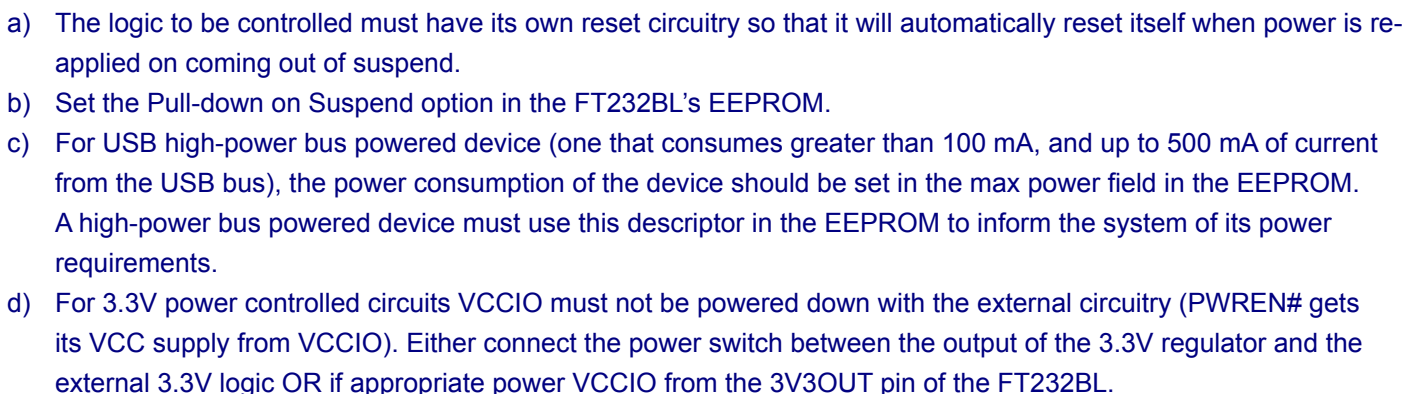 a) The logic to be controlled must have its own reset circuitry so that it will automatically reset itself when power is re-
applied on coming out of suspend.
b) Set the Pull-down on Suspend option in the FT232BL’s EEPROM.
c) For USB high-power bus powered device (one that consumes greater than 100 mA, and up to 500 mA of current
from the USB bus), the power consumption of the device should be set in the max power field in the EEPROM.
A high-power bus powered device must use this descriptor in the EEPROM to inform the system of its power
requirements.
d) For 3.3V power controlled circuits VCCIO must not be powered down with the external circuitry (PWREN# gets
its VCC supply from VCCIO). Either connect the power switch between the output of the 3.3V regulator and the
external 3.3V logic OR if appropriate power VCCIO from the 3V3OUT pin of the FT232BL.